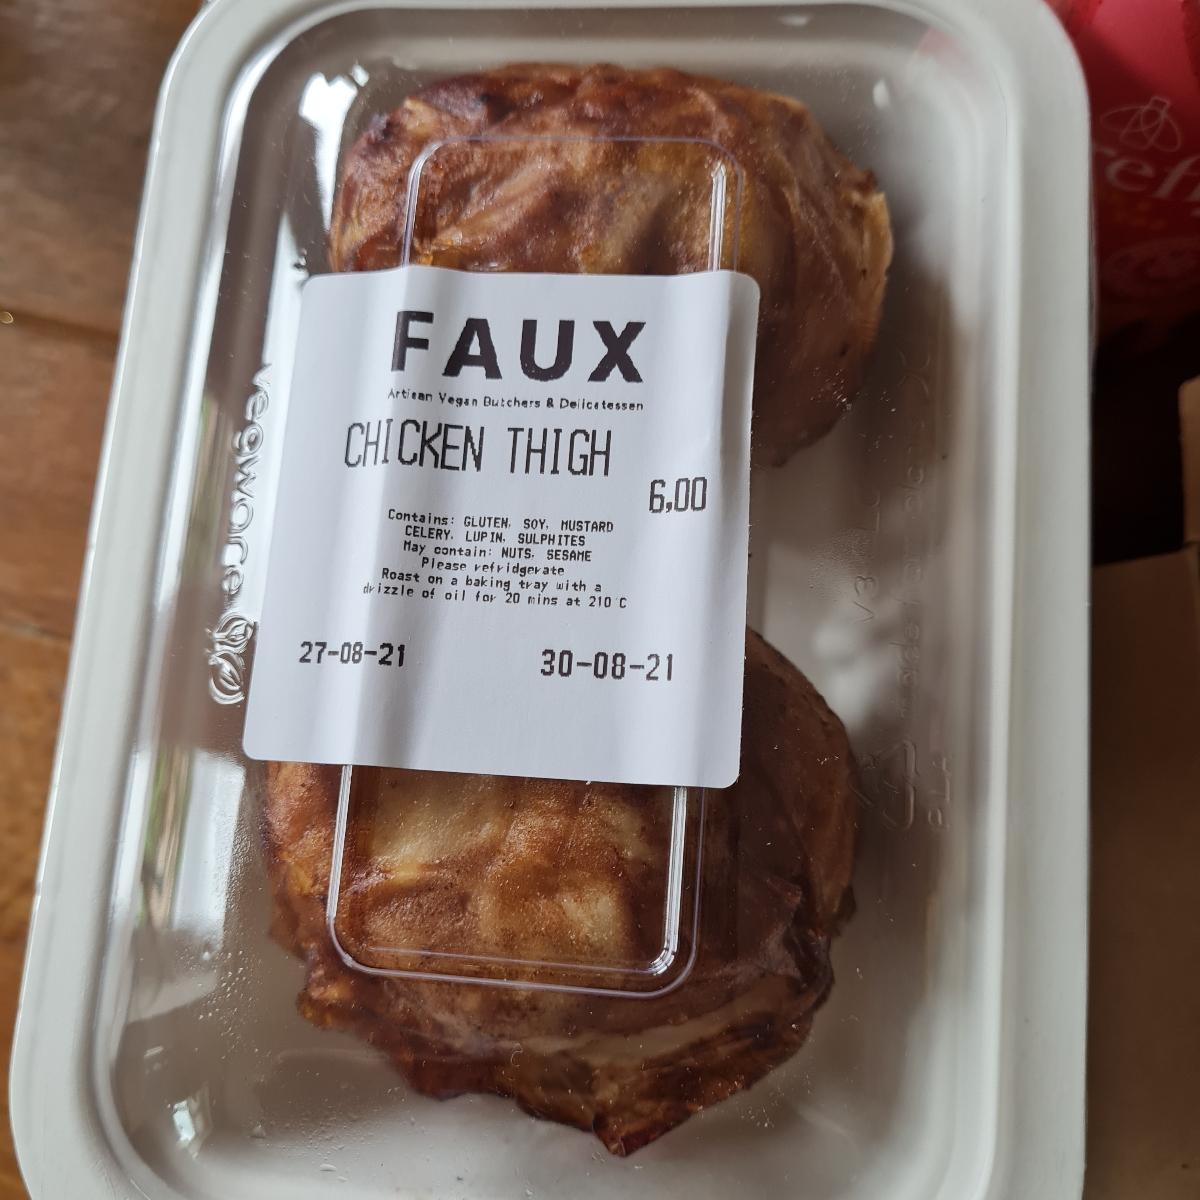 FAUX
Artisan Vegan Butchers & Delicatessen
CHICKEN THIGH
6,00
Contains: GLUTEN, SOY, MUSTARD
CELERY, LUPIN, SULPHITES
May contain: NUTS, SESAME
Please refridgerate
Roast on a baking tray with a
drizzle of oil for 20 mins at 210'C
27-08-21 30-08-21
vegware
PLA